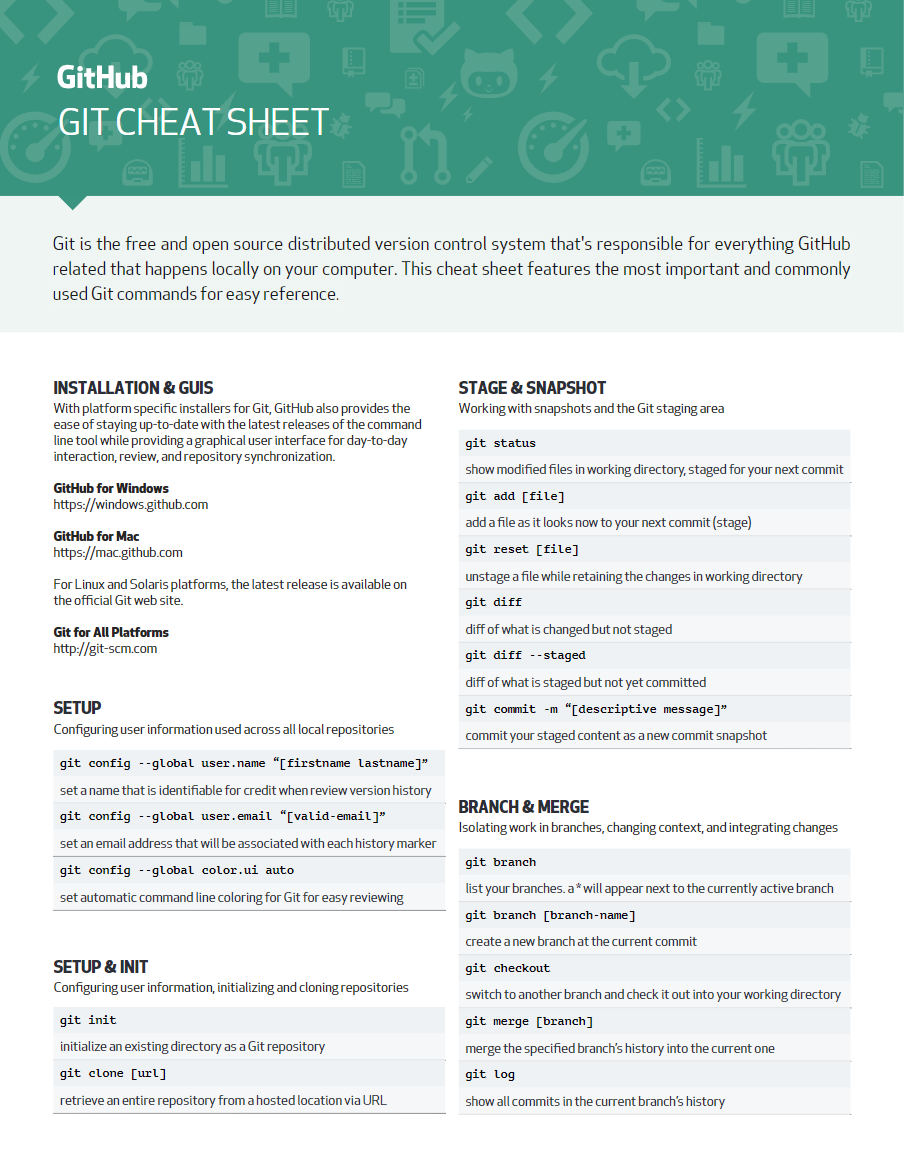 GitHub
GIT CHEAT SHEET
Git is the free and open source distributed version control system that's responsible for everything GitHub
related that happens locally on your computer. This cheat sheet features the most important and commonly
used Git commands for easy reference.
INSTALLATION & GUIS
With platform specific installers for Git, GitHub also provides the
ease of staying up-to-date with the latest releases of the command
line tool while providing a graphical user interface for day-to-day
interaction, review, and repository synchronization.
GitHub for Windows
https://windows.github.com
GitHub for Mac
https://mac.github.com
For Linux and Solaris platforms, the latest release is available on
the official Git web site.
Git for All Platforms
http://git-scm.com
SETUP
Configuring user information used across all local repositories
git config --global user.name “[firstname lastname]”
set a name that is identifiable for credit when review version history
git config --global user.email “[valid-email]”
set an email address that will be associated with each history marker
git config --global color.ui auto
set automatic command line coloring for Git for easy reviewing
SETUP & INIT
Configuring user information, initializing and cloning repositories
git init
initialize an existing directory as a Git repository
git clone [url]
retrieve an entire repository from a hosted location via URL
STAGE & SNAPSHOT
Working with snapshots and the Git staging area
git status
show modified files in working directory, staged for your next commit
git add [file]
add a file as it looks now to your next commit (stage)
git reset [file]
unstage a file while retaining the changes in working directory
git diff
diff of what is changed but not staged
git diff --staged
diff of what is staged but not yet committed
git commit -m “[descriptive message]”
commit your staged content as a new commit snapshot
BRANCH & MERGE
Isolating work in branches, changing context, and integrating changes
git branch
list your branches. a * will appear next to the currently active branch
git branch [branch-name]
create a new branch at the current commit
git checkout
switch to another branch and check it out into your working directory
git merge [branch]
merge the specified branch’s history into the current one
git log
show all commits in the current branch’s history